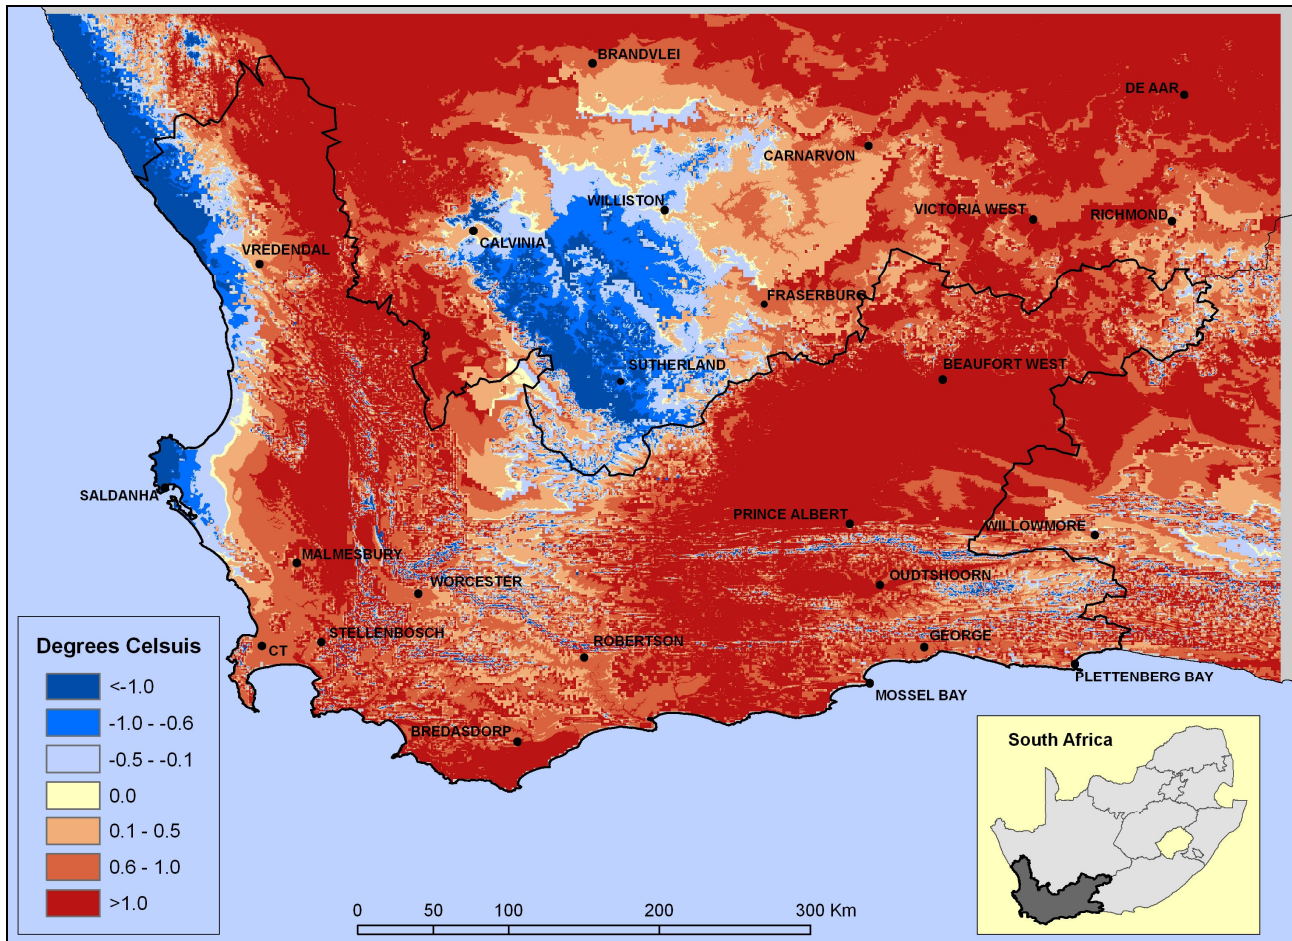 BRANDVLEI
DE AAR
CARNARVON
WILLISTON
VICTORIA WEST
RICHMOND
CALVINIA
VREDENDAL
FRASERBURG
SUTHERLAND
BEAUFORT WEST
SALDANHA
PRINCE ALBERT
WILLOWMORE
MALMESBURY
WORCESTER
OUDTSHOORN
STELLENBOSCH
ROBERTSON
GEORGE
CT
PLETTENBERG BAY
MOSSEL BAY
BREDASDORP
Degrees Celsuis
<-1.0
-1.0 - -0.6
-0.5 - -0.1
0.0
0.1 - 0.5
0.6 - 1.0
>1.0
0 50 100 200 300 Km
South Africa